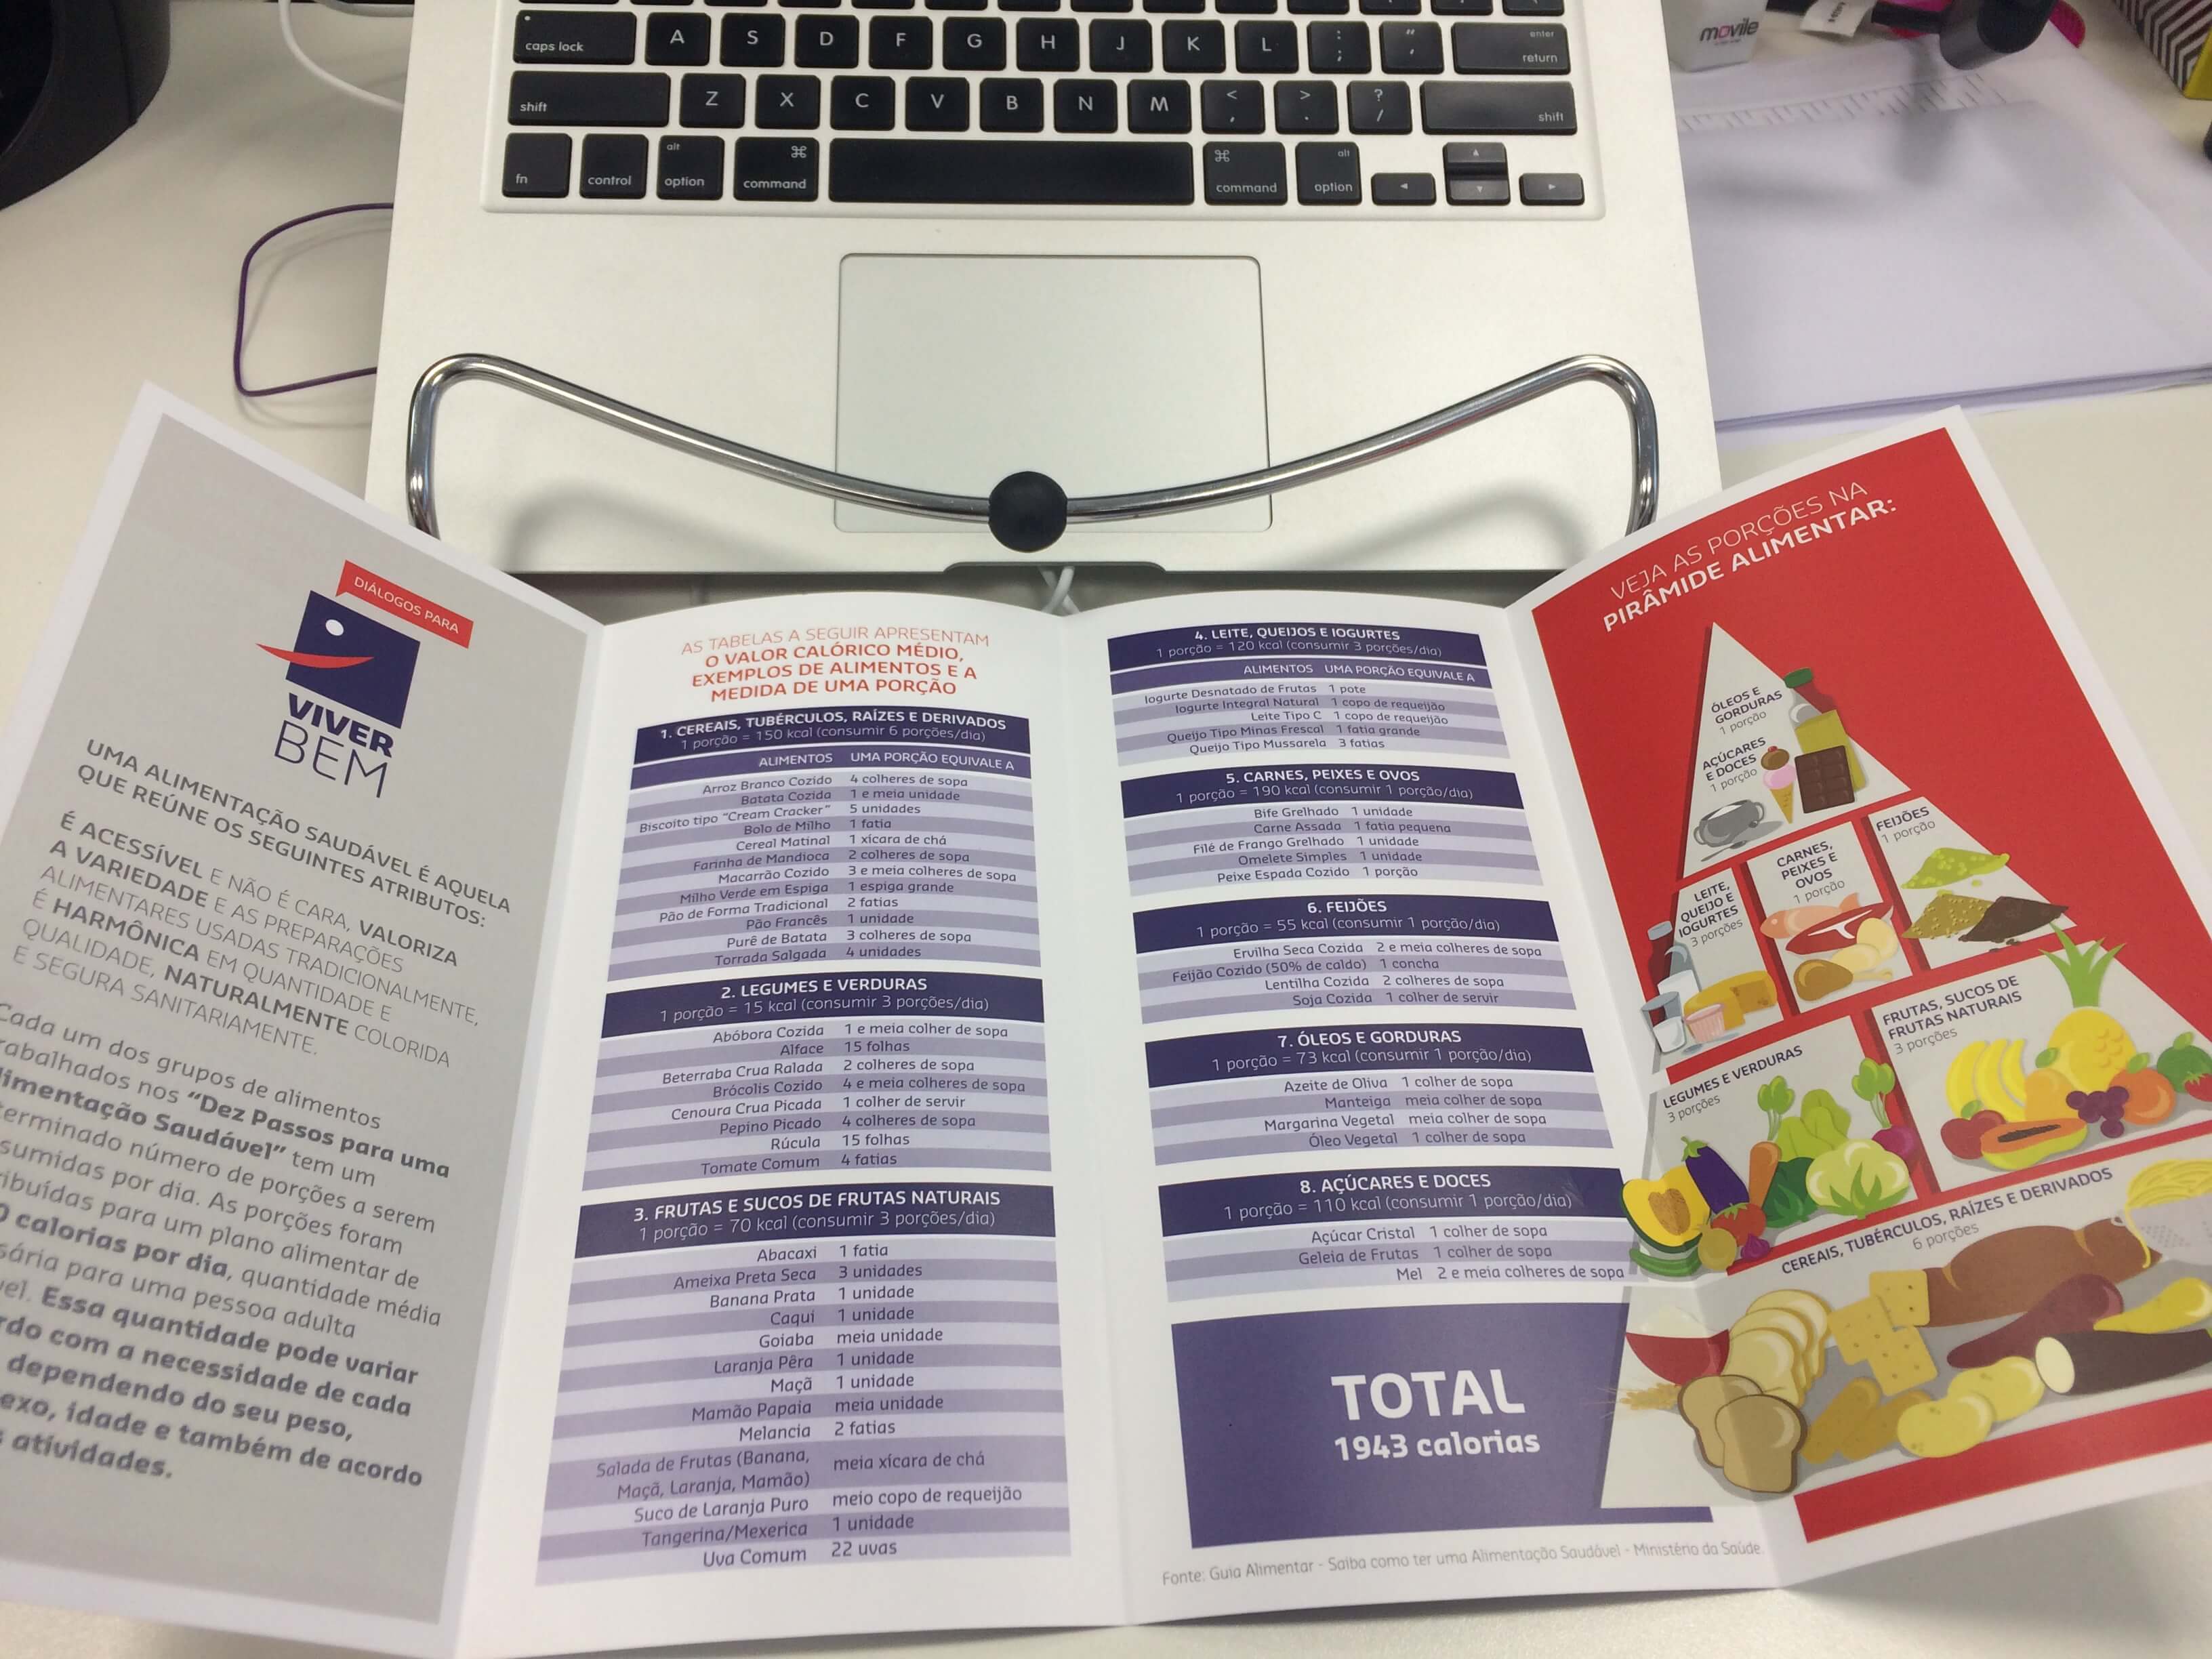 caps lock
A
S
D
F
G
H
J
K
L
:
;
"
'
enter
return
shift
Z
X
C
V
B
N
M
<
,
>
.
?
/
shift
fn
control
alt
option
⌘
command
⌘
command
alt
option
movile
DIÁLOGOS PARA
VIVER
BEM
UMA ALIMENTAÇÃO SAUDÁVEL É AQUELA
QUE REÚNE OS SEGUINTES ATRIBUTOS:
É ACESSÍVEL E NÃO É CARA, VALORIZA
A VARIEDADE E AS PREPARAÇÕES
ALIMENTARES USADAS TRADICIONALMENTE,
É HARMÔNICA EM QUANTIDADE E
QUALIDADE, NATURALMENTE COLORIDA
E SEGURA SANITARIAMENTE.
Cada um dos grupos de alimentos
rabalhados nos "Dez Passos para uma
limentação Saudável" tem um
erminado número de porções a serem
sumidas por dia. As porções foram
ribuídas para um plano alimentar de
0 calorias por dia, quantidade média
sária para uma pessoa adulta
vel. Essa quantidade pode variar
rdo com a necessidade de cada
dependendo do seu peso,
exo, idade e também de acordo
s atividades.
AS TABELAS A SEGUIR APRESENTAM
O VALOR CALÓRICO MÉDIO,
EXEMPLOS DE ALIMENTOS E A
MEDIDA DE UMA PORÇÃO
1. CEREAIS, TUBÉRCULOS, RAÍZES E DERIVADOS
1 porção = 150 kcal (consumir 6 porções/dia)
ALIMENTOS UMA PORÇÃO EQUIVALE A
Arroz Branco Cozido 4 colheres de sopa
Batata Cozida 1 e meia unidade
Biscoito tipo "Cream Cracker" 5 unidades
Bolo de Milho 1 fatia
Cereal Matinal 1 xícara de chá
Farinha de Mandioca 2 colheres de sopa
Macarrão Cozido 3 e meia colheres de sopa
Milho Verde em Espiga 1 espiga grande
Pão de Forma Tradicional 2 fatias
Pão Francês 1 unidade
Purê de Batata 3 colheres de sopa
Torrada Salgada 4 unidades
2. LEGUMES E VERDURAS
1 porção = 15 kcal (consumir 3 porções/dia)
Abóbora Cozida 1 e meia colher de sopa
Alface 15 folhas
Beterraba Crua Ralada 2 colheres de sopa
Brócolis Cozido 4 e meia colheres de sopa
Cenoura Crua Picada 1 colher de servir
Pepino Picado 4 colheres de sopa
Rúcula 15 folhas
Tomate Comum 4 fatias
3. FRUTAS E SUCOS DE FRUTAS NATURAIS
1 porção = 70 kcal (consumir 3 porções/dia)
Abacaxi 1 fatia
Ameixa Preta Seca 3 unidades
Banana Prata 1 unidade
Caqui 1 unidade
Goiaba meia unidade
Laranja Pêra 1 unidade
Maçã 1 unidade
Mamão Papaia meia unidade
Melancia 2 fatias
Salada de Frutas (Banana,
Maçã, Laranja, Mamão) meia xícara de chá
Suco de Laranja Puro meio copo de requeijão
Tangerina/Mexerica 1 unidade
Uva Comum 22 uvas
4. LEITE, QUEIJOS E IOGURTES
1 porção = 120 kcal (consumir 3 porções/dia)
ALIMENTOS UMA PORÇÃO EQUIVALE A
Iogurte Desnatado de Frutas 1 pote
Iogurte Integral Natural 1 copo de requeijão
Leite Tipo C 1 copo de requeijão
Queijo Tipo Minas Frescal 1 fatia grande
Queijo Tipo Mussarela 3 fatias
5. CARNES, PEIXES E OVOS
1 porção = 190 kcal (consumir 1 porção/dia)
Bife Grelhado 1 unidade
Carne Assada 1 fatia pequena
Filé de Frango Grelhado 1 unidade
Omelete Simples 1 unidade
Peixe Espada Cozido 1 porção
6. FEIJÕES
1 porção = 55 kcal (consumir 1 porção/dia)
Ervilha Seca Cozida 2 e meia colheres de sopa
Feijão Cozido (50% de caldo) 1 concha
Lentilha Cozida 2 colheres de sopa
Soja Cozida 1 colher de servir
7. ÓLEOS E GORDURAS
1 porção = 73 kcal (consumir 1 porção/dia)
Azeite de Oliva 1 colher de sopa
Manteiga meia colher de sopa
Margarina Vegetal meia colher de sopa
Óleo Vegetal 1 colher de sopa
8. AÇÚCARES E DOCES
1 porção = 110 kcal (consumir 1 porção/dia)
Açúcar Cristal 1 colher de sopa
Geleia de Frutas 1 colher de sopa
Mel 2 e meia colheres de sopa
TOTAL
1943 calorias
Fonte: Guia Alimentar - Saiba como ter uma Alimentação Saudável - Ministério da Saúde.
VEJA AS PORÇÕES NA
PIRÂMIDE ALIMENTAR:
ÓLEOS E
GORDURAS
1 porção
AÇÚCARES
E DOCES
1 porção
LEITE,
QUEIJO E
IOGURTES
3 porções
CARNES,
PEIXES E
OVOS
1 porção
FEIJÕES
1 porção
LEGUMES E VERDURAS
3 porções
FRUTAS, SUCOS DE
FRUTAS NATURAIS
3 porções
CEREAIS, TUBÉRCULOS, RAÍZES E DERIVADOS
6 porções